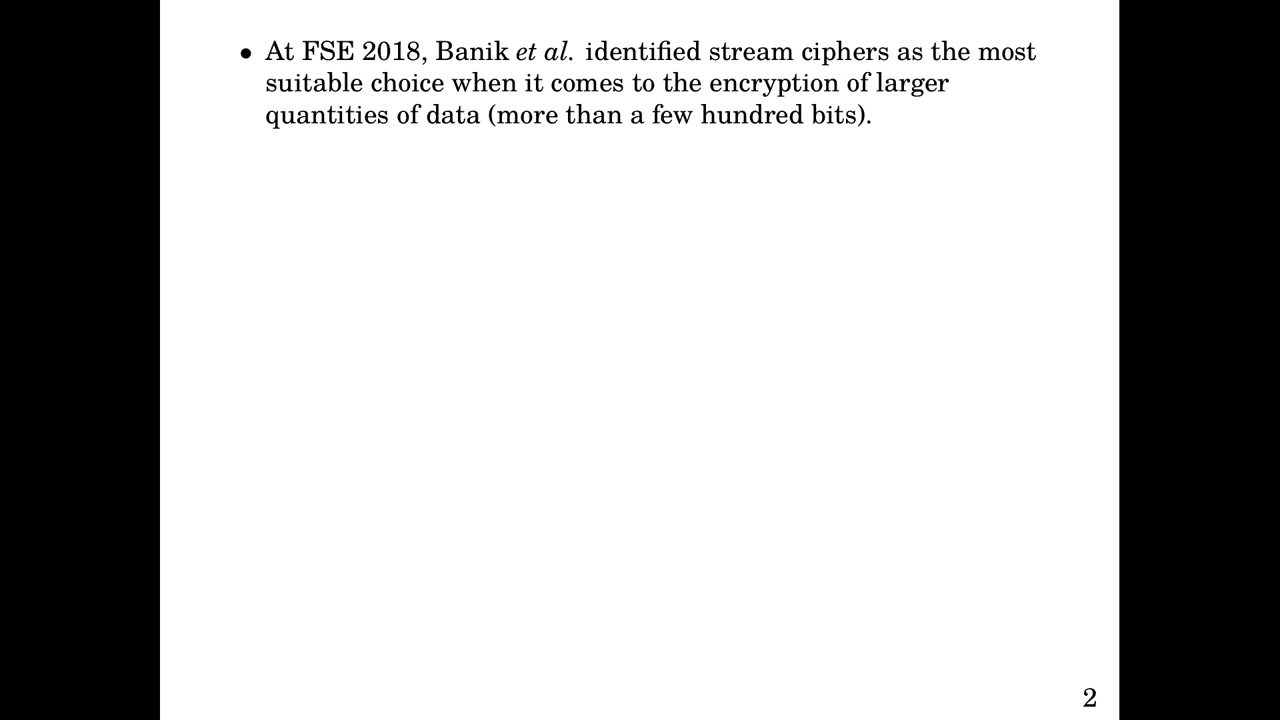 • At FSE 2018, Banik et al. identified stream ciphers as the most
suitable choice when it comes to the encryption of larger
quantities of data (more than a few hundred bits).
2